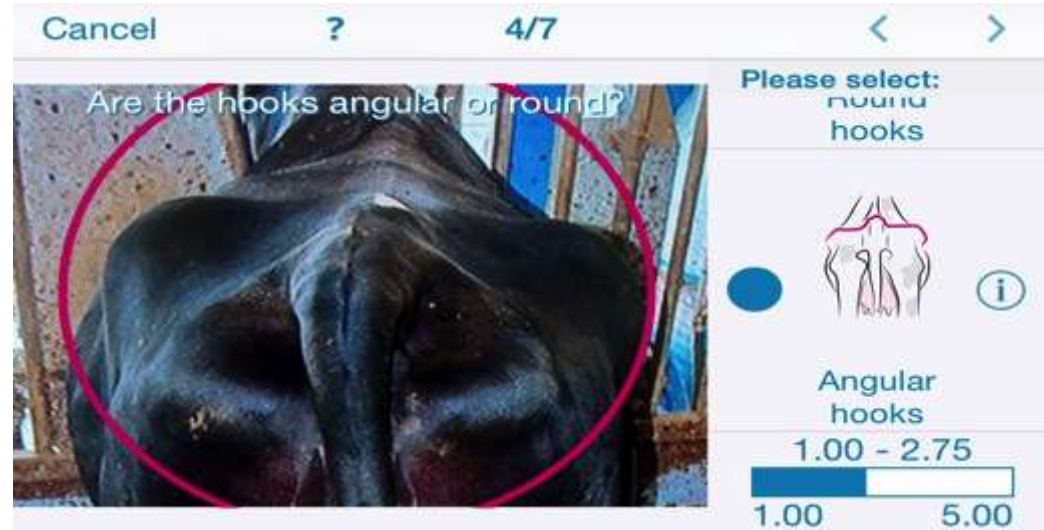 Cancel
?
4/7
<
>
Please select:
Are the hooks angular or round?
Round
hooks
i
Angular
hooks
1.00 - 2.75
1.00 5.00